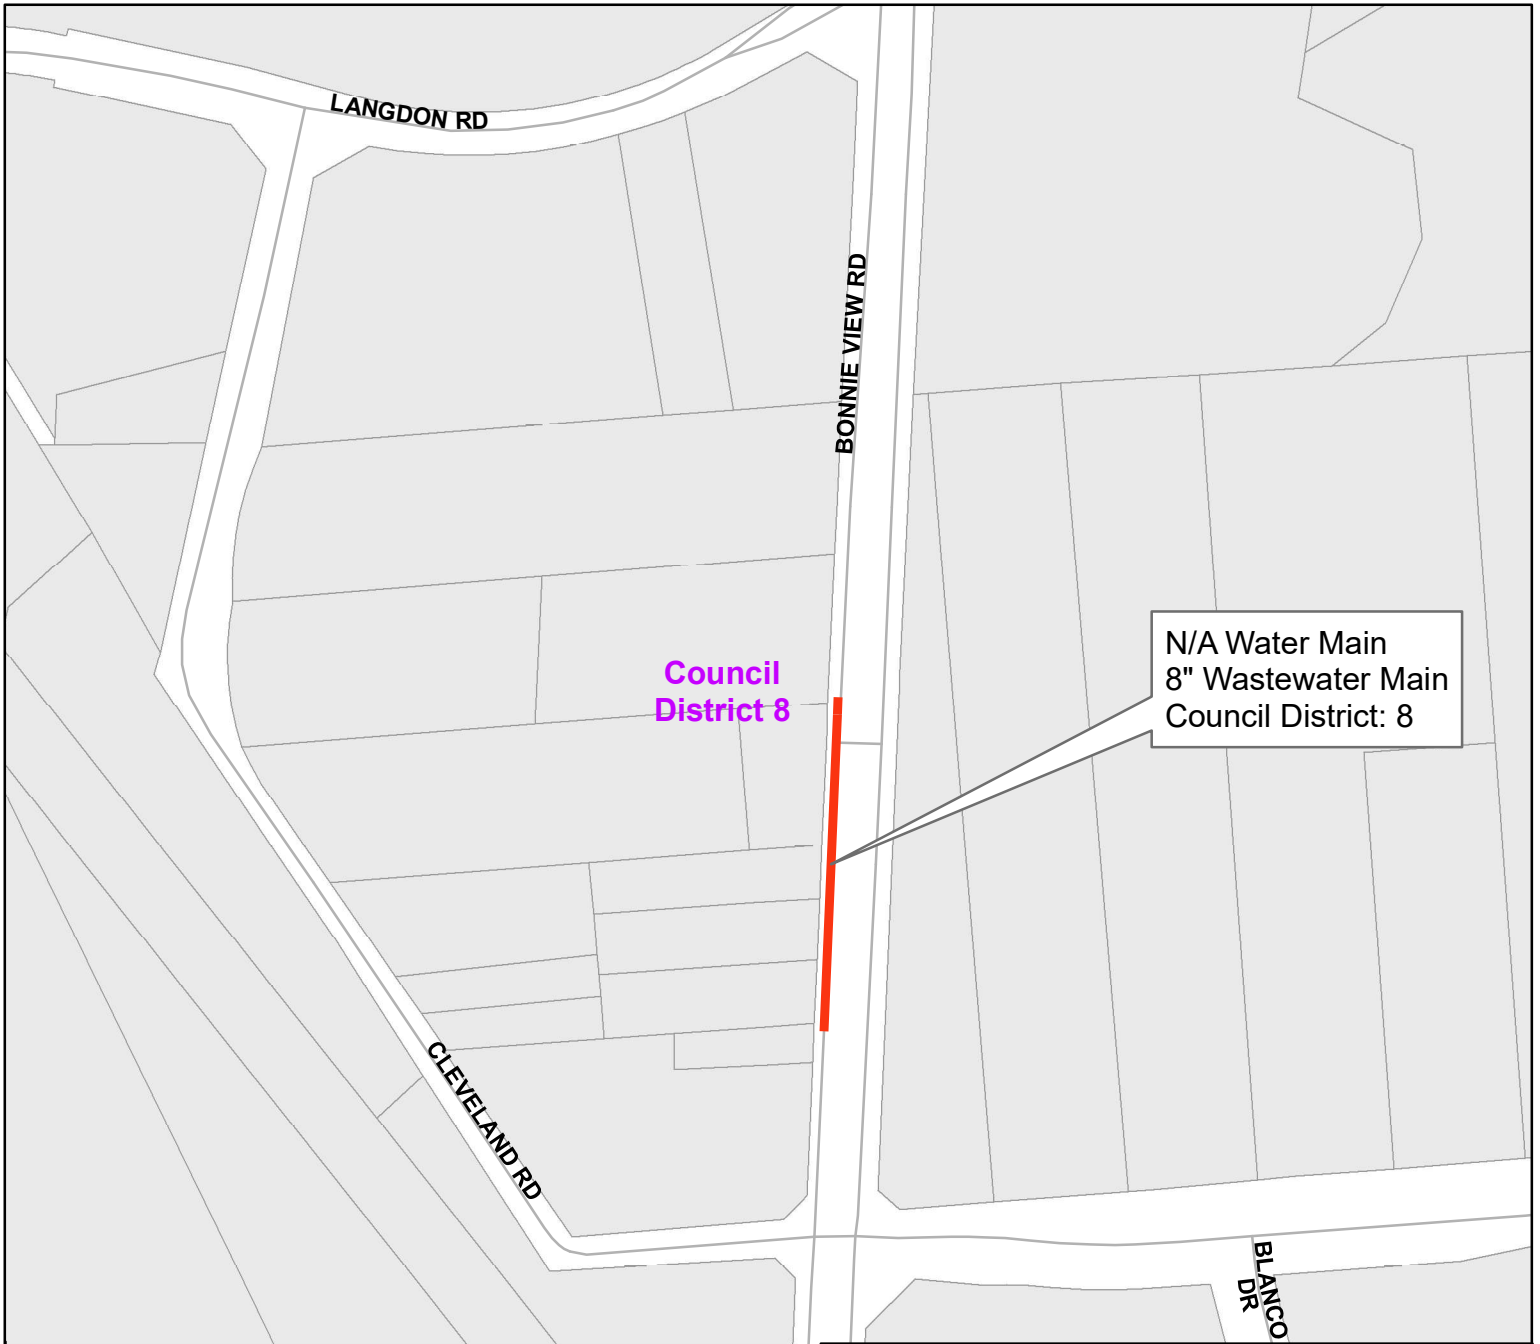 LANGDON RD
BONNIE VIEW RD
N/A Water Main
8" Wastewater Main
Council District: 8
Council
District 8
CLEVELAND RD
BLANCO
DR